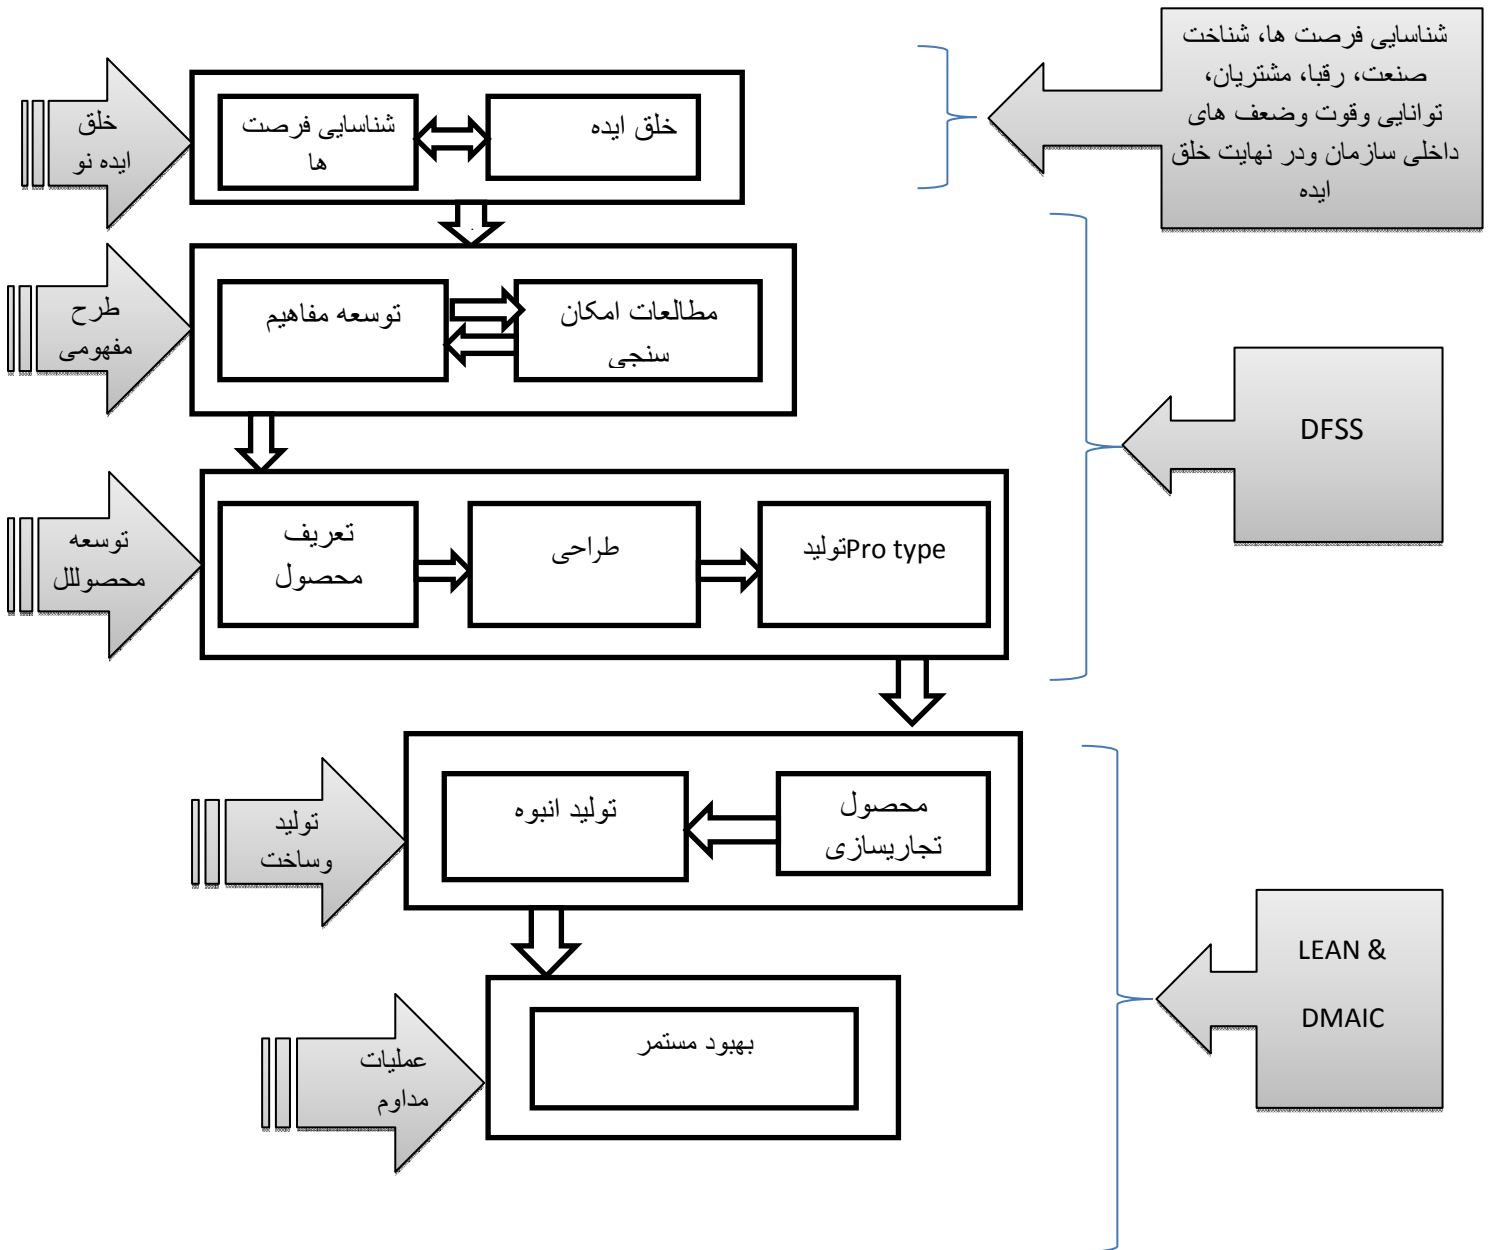 شناسایی فرصت ها، شناخت
صنعت، رقبا، مشتریان،
توانایی وقوت وضعف های
داخلی سازمان ودر نهایت خلق
ایده
خلق
ایده نو
خلق ایده
شناسایی فرصت
ها
طرح
مفهومی
مطالعات امکان
سنجی
توسعه مفاهیم
DFSS
توسعه
محصوللل
تعریف
محصول
طراحی
تولیدPro type
تولید
وساخت
محصول
تجاریسازی
تولید انبوه
LEAN &
DMAIC
عملیات
مداوم
بهبود مستمر